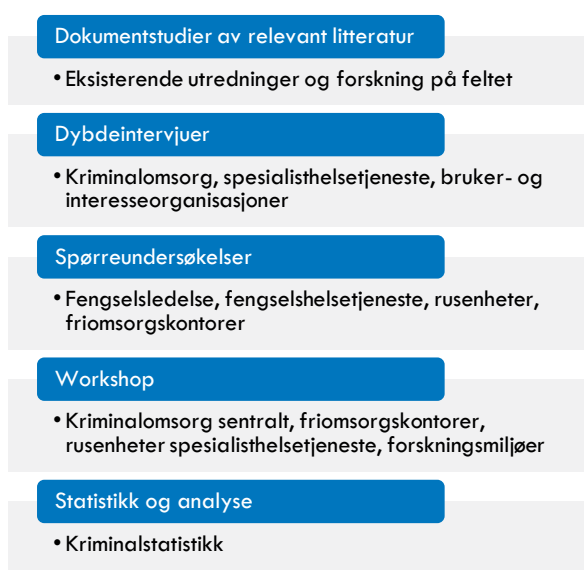 Dokumentstudier av relevant litteratur
• Eksisterende utredninger og forskning på feltet
Dybdeintervjuer
• Kriminalomsorg, spesialisthelsetjeneste, bruker- og
interesseorganisasjoner
Spørreundersøkelser
• Fengselsledelse, fengselshelsetjeneste, rusenheter,
friomsorgskontorer
Workshop
• Kriminalomsorg sentralt, friomsorgskontorer,
rusenheter spesialisthelsetjeneste, forskningsmiljøer
Statistikk og analyse
• Kriminalstatistikk